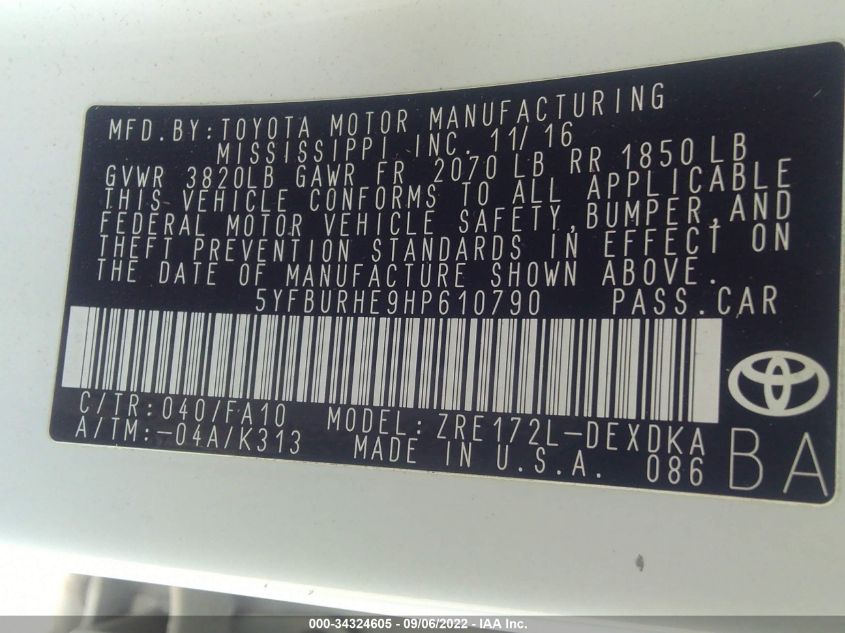 MFD.BY:TOYOTA MOTOR MANUFACTURING
MISSISSIPPI, INC. 11/16
GVWR 3820LB GAWR FR 2070 LB RR 1850LB
THIS VEHICLE CONFORMS TO ALL APPLICABLE
FEDERAL MOTOR VEHICLE SAFETY,BUMPER,AND
THEFT PREVENTION STANDARDS IN EFFECT ON
THE DATE OF MANUFACTURE SHOWN ABOVE.
5YFBURHE9HP610790 PASS.CAR
C/TR:040/FA10 MODEL:ZRE172L-DEXDKA
A/TM:-04A/K313 MADE IN U.S.A. 086 BA
000-34324605 - 09/06/2022 - IAA Inc.